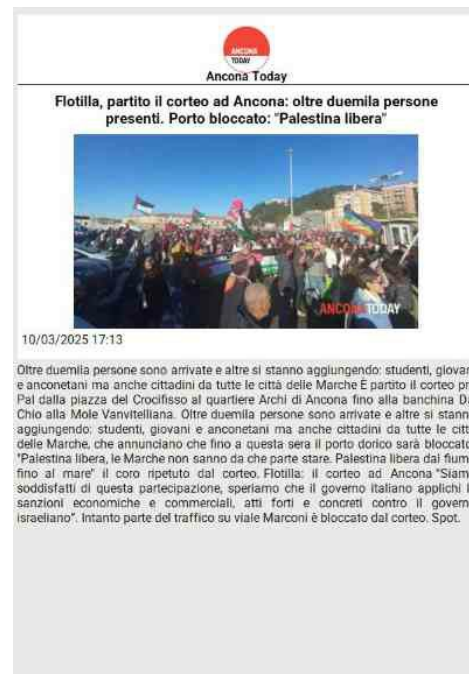 ANCONA
TODAY
Ancona Today
Flotilla, partito il corteo ad Ancona: oltre duemila persone
presenti. Porto bloccato: "Palestina libera"
ANCONA TODAY
10/03/2025 17:13
Oltre duemila persone sono arrivate e altre si stanno aggiungendo: studenti, giovan
e anconetani ma anche cittadini da tutte le città delle Marche È partito il corteo pr
Pal dalla piazza del Crocifisso al quartiere Archi di Ancona fino alla banchina D
Chio alla Mole Vanvitelliana. Oltre duemila persone sono arrivate e altre si stann
aggiungendo: studenti, giovani e anconetani ma anche cittadini da tutte le citt
delle Marche, che annunciano che fino a questa sera il porto dorico sarà bloccato
"Palestina libera, le Marche non sanno da che parte stare. Palestina libera dal fium
fino al mare" il coro ripetuto dal corteo. Flotilla: il corteo ad Ancona "Siam
soddisfatti di questa partecipazione, speriamo che il governo italiano applichi l
sanzioni economiche e commerciali, atti forti e concreti contro il govern
israeliano". Intanto parte del traffico su viale Marconi è bloccato dal corteo. Spot.